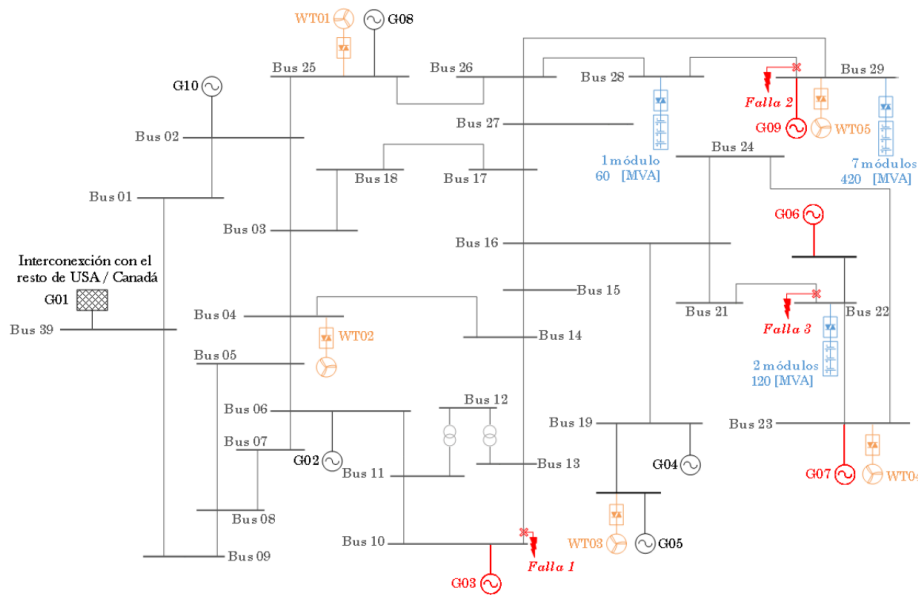 WT01
G08
Bus 25
Bus 26
Bus 28
Bus 29
G10
Falla 2
G09
WT05
Bus 02
Bus 27
Bus 24
1 módulo
60 [MVA]
7 módulos
420 [MVA]
Bus 18
Bus 17
Bus 01
G06
Bus 03
Bus 16
Interconexción con el
resto de USA / Canadá
G01
Bus 15
Bus 21
Bus 22
Bus 04
Falla 3
Bus 39
WT02
Bus 14
Bus 05
2 módulos
120 [MVA]
Bus 06
Bus 12
Bus 19
Bus 23
Bus 07
G02
Bus 11
Bus 13
G04
G07
WT04
Bus 08
Bus 10
WT03
G05
Bus 09
Falla 1
G03